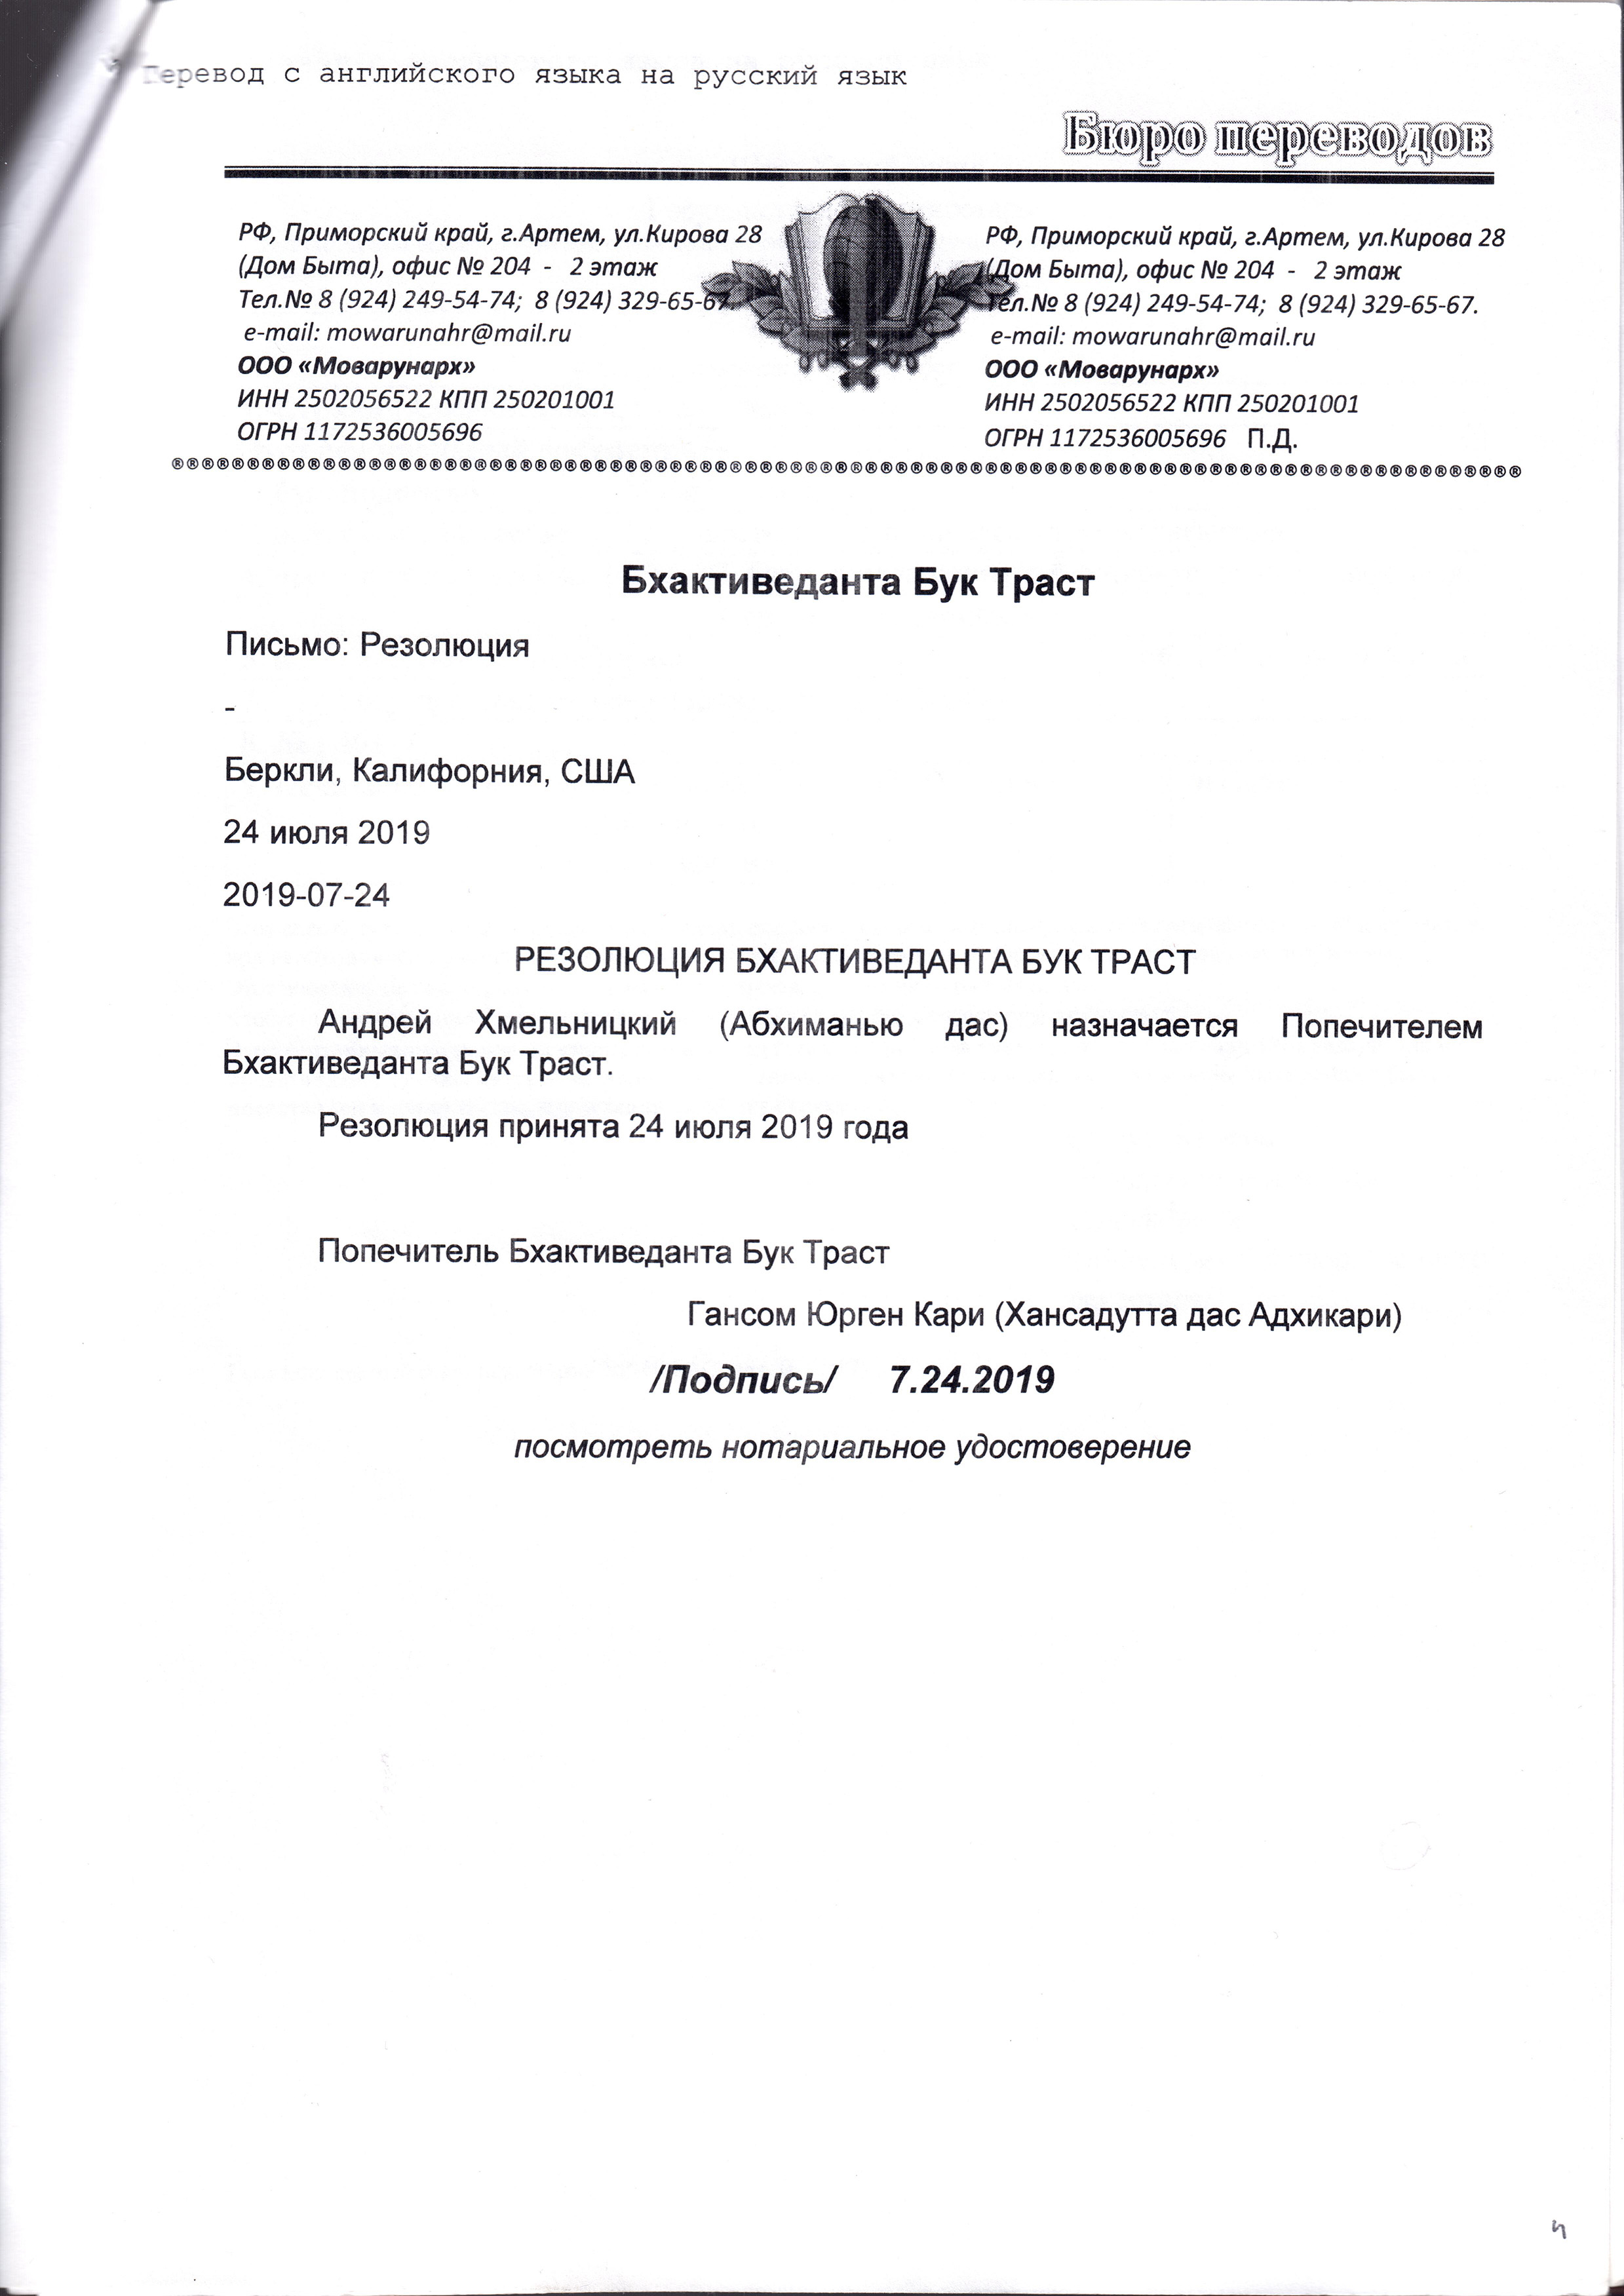 Перевод с английского языка на русский язык
Бюро переводов
РФ, Приморский край, г.Артем, ул.Кирова 28
(Дом Быта), офис № 204 - 2 этаж
Тел.№ 8 (924) 249-54-74; 8 (924) 329-65-67
e-mail: mowarunahr@mail.ru
ООО «Моварунарх»
ИНН 2502056522 КПП 250201001
ОГРН 1172536005696
РФ, Приморский край, г.Артем, ул.Кирова 28
(Дом Быта), офис № 204 - 2 этаж
Тел.№ 8 (924) 249-54-74; 8 (924) 329-65-67.
e-mail: mowarunahr@mail.ru
ООО «Моварунарх»
ИНН 2502056522 КПП 250201001
ОГРН 1172536005696 П.Д.
Бхактиведанта Бук Траст
Письмо: Резолюция
-
Беркли, Калифорния, США
24 июля 2019
2019-07-24
РЕЗОЛЮЦИЯ БХАКТИВЕДАНТА БУК ТРАСТ
Андрей Хмельницкий (Абхиманью дас) назначается Попечителем
Бхактиведанта Бук Траст.
Резолюция принята 24 июля 2019 года
Попечитель Бхактиведанта Бук Траст
Гансом Юрген Кари (Хансадутта дас Адхикари)
/Подпись/ 7.24.2019
посмотреть нотариальное удостоверение